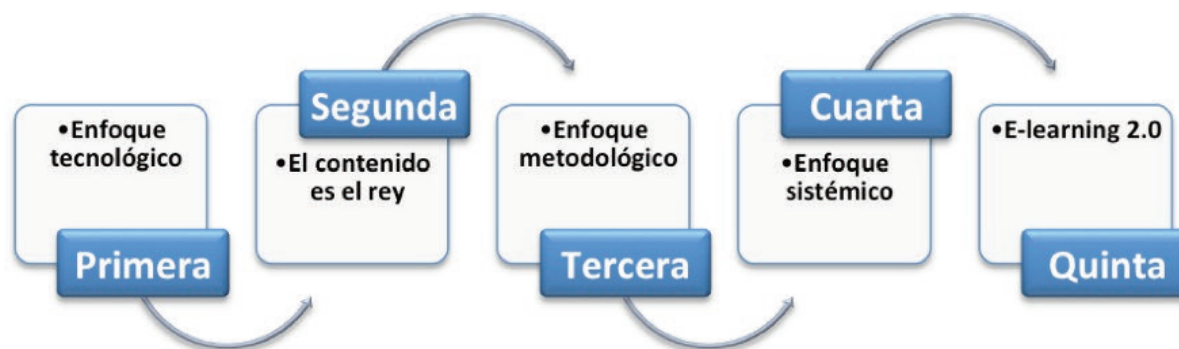 •Enfoque
tecnológico
Primera
Segunda
•El contenido
es el rey
•Enfoque
metodológico
Tercera
Cuarta
•Enfoque
sistémico
•E-learning 2.0
Quinta